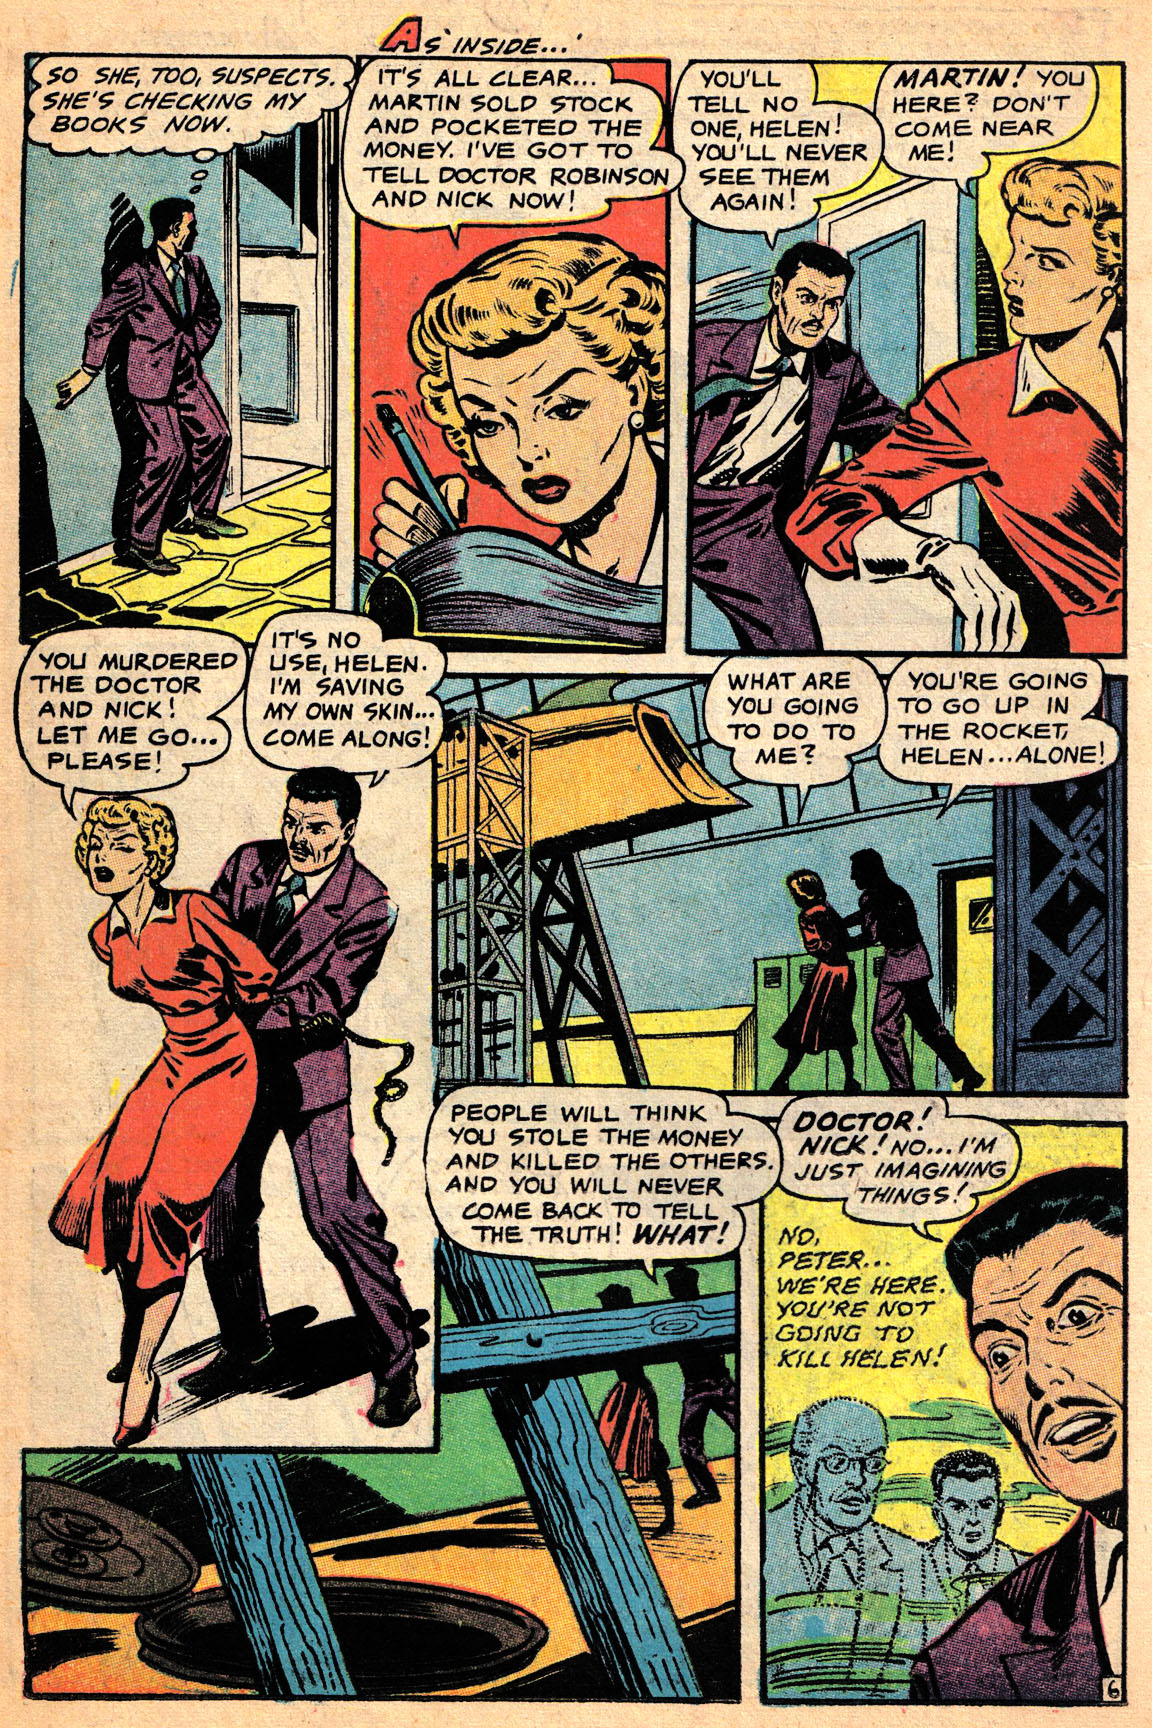 AS 'INSIDE...'
SO SHE, TOO, SUSPECTS.
SHE'S CHECKING MY
BOOKS NOW.
IT'S ALL CLEAR...
MARTIN SOLD STOCK
AND POCKETED THE
MONEY. I'VE GOT TO
TELL DOCTOR ROBINSON
AND NICK NOW!
YOU'LL
TELL NO
ONE, HELEN!
YOU'LL NEVER
SEE THEM
AGAIN!
MARTIN! YOU
HERE? DON'T
COME NEAR
ME!
YOU MURDERED
THE DOCTOR
AND NICK!
LET ME GO...
PLEASE!
IT'S NO
USE, HELEN.
I'M SAVING
MY OWN SKIN...
COME ALONG!
WHAT ARE
YOU GOING
TO DO TO
ME?
YOU'RE GOING
TO GO UP IN
THE ROCKET,
HELEN...ALONE!
PEOPLE WILL THINK
YOU STOLE THE MONEY
AND KILLED THE OTHERS.
AND YOU WILL NEVER
COME BACK TO TELL
THE TRUTH! WHAT!
DOCTOR!
NICK! NO...I'M
JUST IMAGINING
THINGS!
NO,
PETER...
WE'RE HERE.
YOU'RE NOT
GOING TO
KILL HELEN!
6